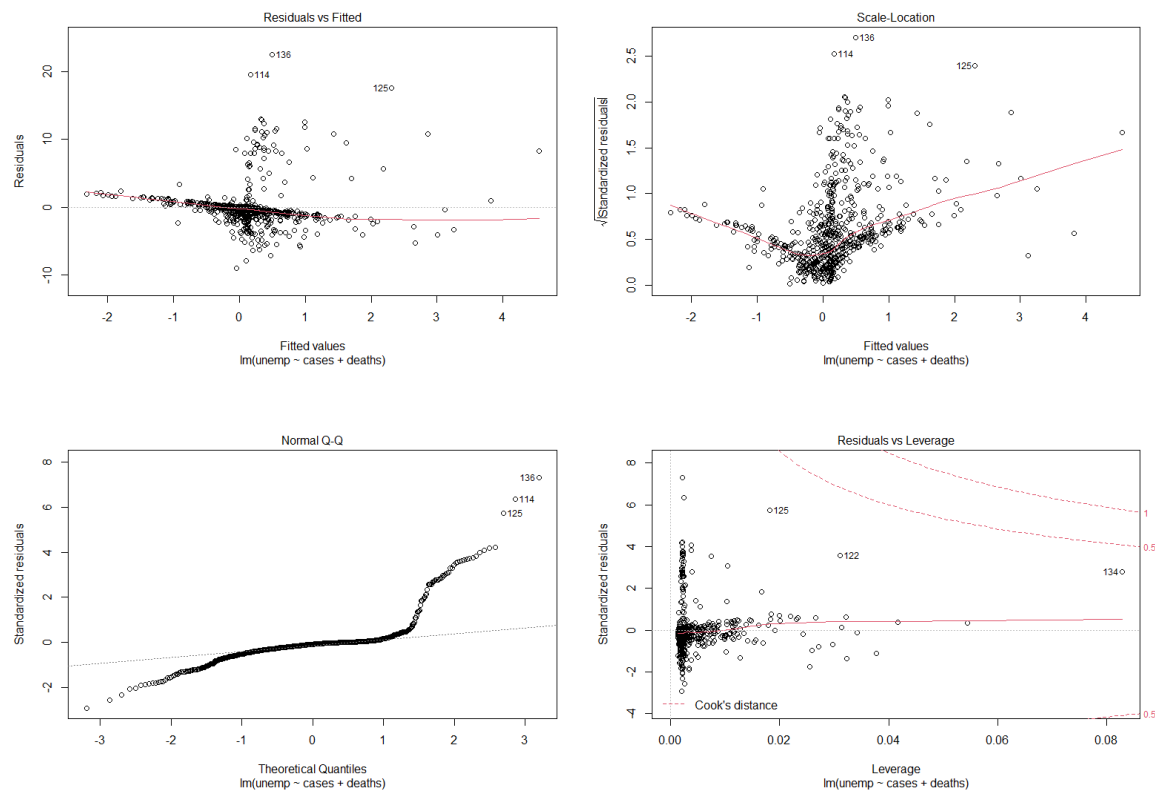 Residuals vs Fitted
Residuals
20
10
0
-10
136
114
125
-2 -1 0 1 2 3 4
Fitted values
lm(unemp ~ cases + deaths)
Scale-Location
√|Standardized residuals|
2.5
2.0
1.5
1.0
0.5
0.0
136
114
125
-2 -1 0 1 2 3 4
Fitted values
lm(unemp ~ cases + deaths)
Normal Q-Q
Standardized residuals
8
6
4
2
0
-2
136
114
125
-3 -2 -1 0 1 2 3
Theoretical Quantiles
lm(unemp ~ cases + deaths)
Residuals vs Leverage
Standardized residuals
8
6
4
2
0
-2
-4
125
122
134
1
0.5
0.5
Cook's distance
0.00 0.02 0.04 0.06 0.08
Leverage
lm(unemp ~ cases + deaths)